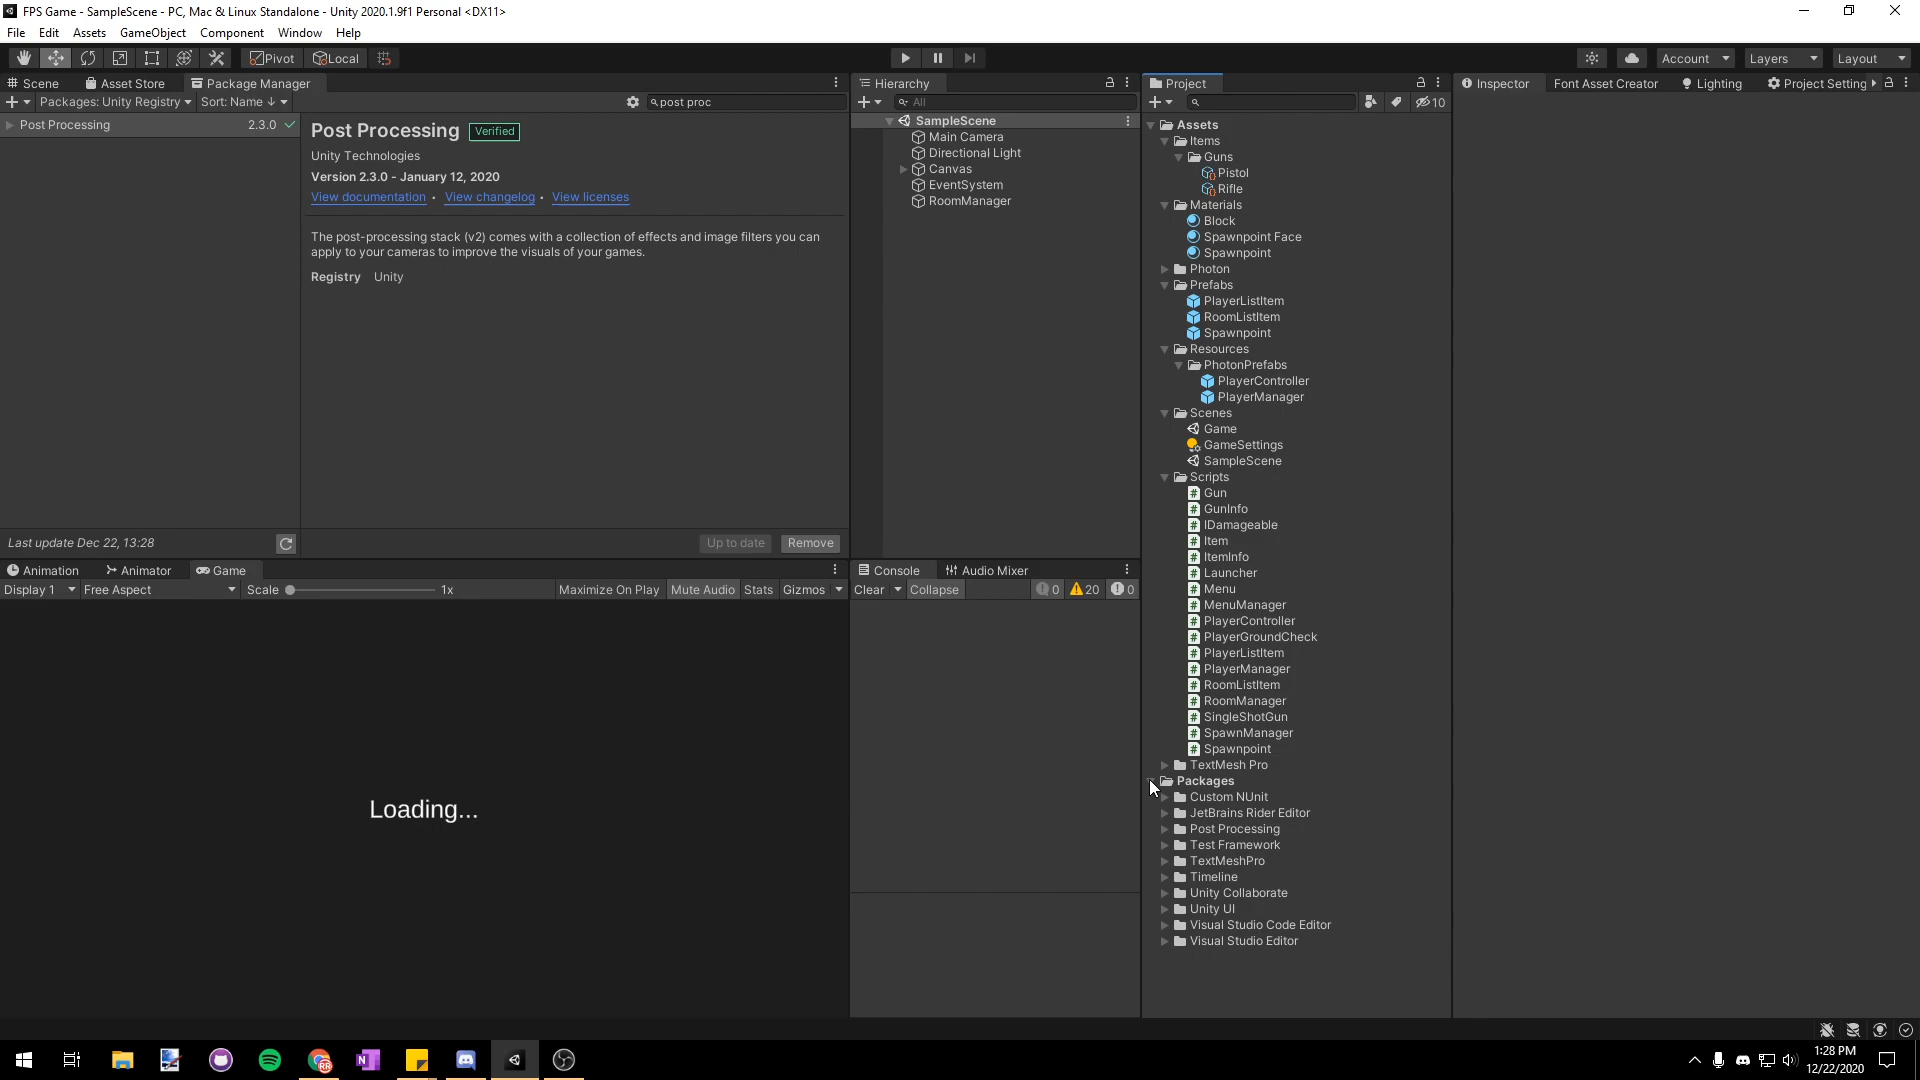 FPS Game - SampleScene - PC, Mac & Linux Standalone - Unity 2020.1.9f1 Personal <DX11>
File Edit Assets GameObject Component Window Help
Pivot Local Account Layers Layout
Scene Asset Store Package Manager
Packages: Unity Registry Sort: Name ↓ post proc
Post Processing 2.3.0
Post Processing Verified
Unity Technologies
Version 2.3.0 - January 12, 2020
View documentation • View changelog • View licenses
The post-processing stack (v2) comes with a collection of effects and image filters you can
apply to your cameras to improve the visuals of your games.
Registry Unity
Last update Dec 22, 13:28
Up to date Remove
Hierarchy
All
SampleScene
Main Camera
Directional Light
Canvas
EventSystem
RoomManager
Project
10
Assets
Items
Guns
Pistol
Rifle
Materials
Block
Spawnpoint Face
Spawnpoint
Photon
Prefabs
PlayerListItem
RoomListItem
Spawnpoint
Resources
PhotonPrefabs
PlayerController
PlayerManager
Scenes
Game
GameSettings
SampleScene
Scripts
Gun
GunInfo
IDamageable
Item
ItemInfo
Launcher
Menu
MenuManager
PlayerController
PlayerGroundCheck
PlayerListItem
PlayerManager
RoomListItem
RoomManager
SingleShotGun
SpawnManager
Spawnpoint
TextMesh Pro
Packages
Custom NUnit
JetBrains Rider Editor
Post Processing
Test Framework
TextMeshPro
Timeline
Unity Collaborate
Unity UI
Visual Studio Code Editor
Visual Studio Editor
Inspector Font Asset Creator Lighting Project Setting
Animation Animator Game
Display 1 Free Aspect Scale 1x Maximize On Play Mute Audio Stats Gizmos
Loading...
Console Audio Mixer
Clear Collapse 0 20 0
1:28 PM
12/22/2020